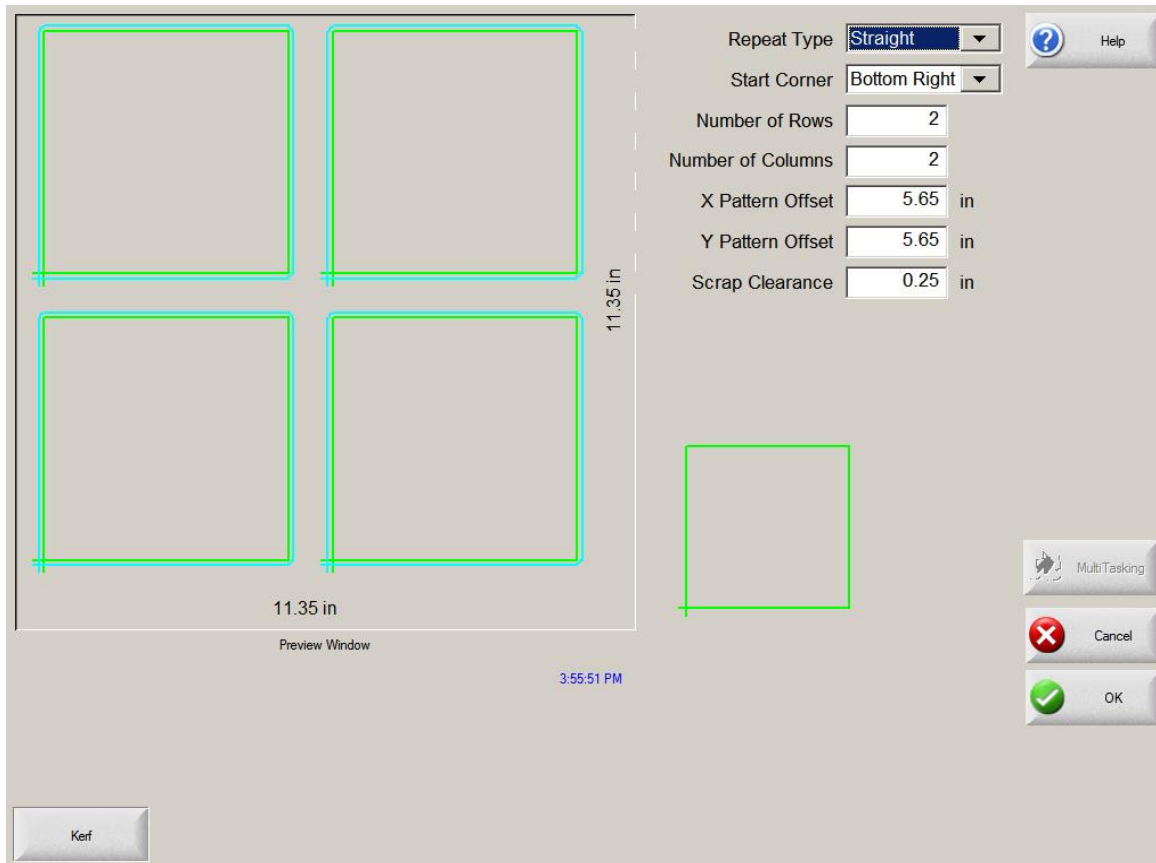 Repeat Type Straight
Help
Start Corner Bottom Right
Number of Rows 2
Number of Columns 2
X Pattern Offset 5.65 in
Y Pattern Offset 5.65 in
Scrap Clearance 0.25 in
11.35 in
11.35 in
Preview Window
3:55:51 PM
MultiTasking
Cancel
OK
Kerf